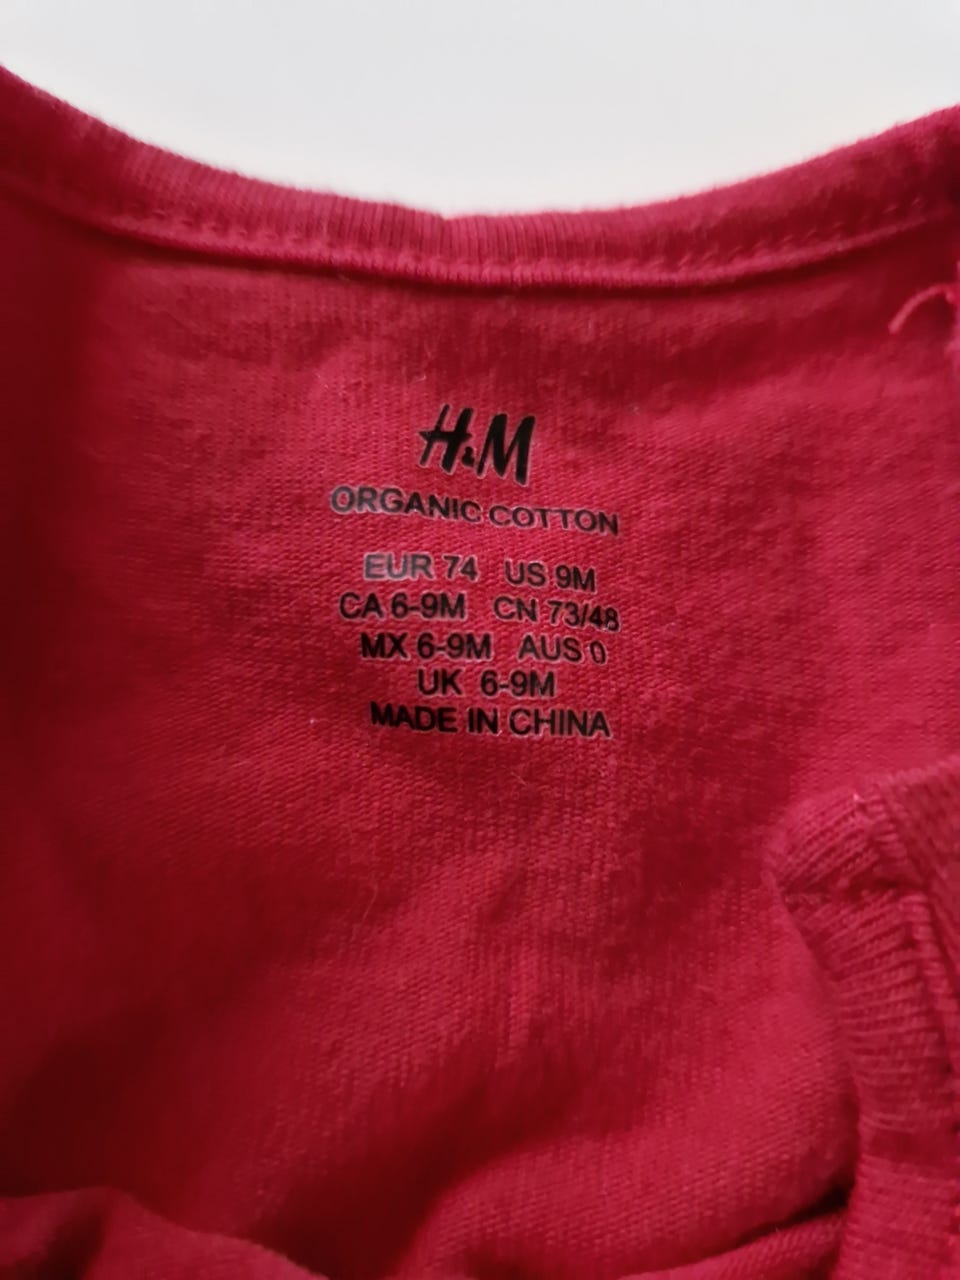 H&M
ORGANIC COTTON
EUR 74 US 9M
CA 6-9M CN 73/48
MX 6-9M AUS 0
UK 6-9M
MADE IN CHINA